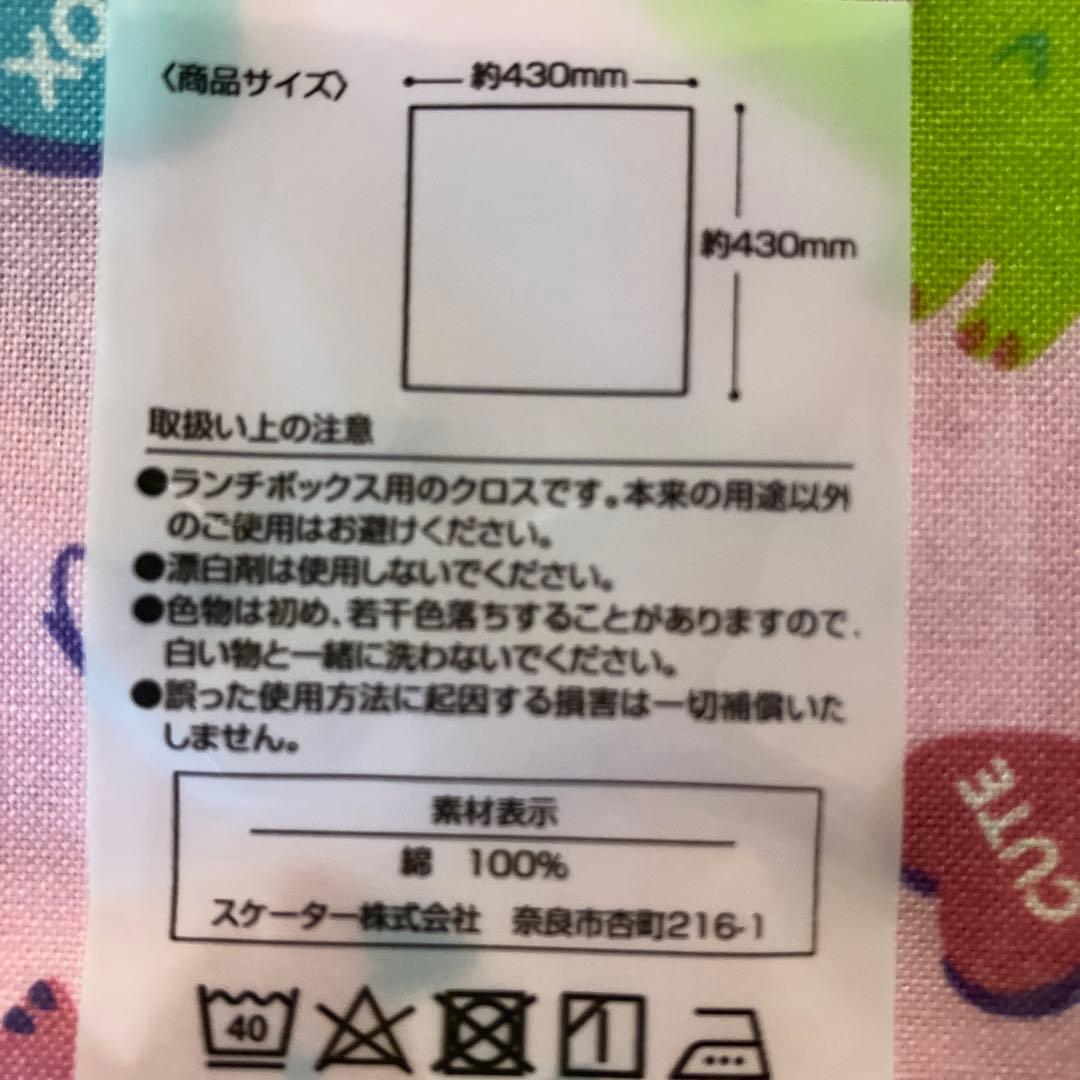 〈商品サイズ〉
約430mm
約430mm
取扱い上の注意
●ランチボックス用のクロスです。本来の用途以外
のご使用はお避けください。
●漂白剤は使用しないでください。
●色物は初め、若干色落ちすることがありますので、
白い物と一緒に洗わないでください。
●誤った使用方法に起因する損害は一切補償いた
しません。
素材表示
綿 100%
スケーター株式会社 奈良市杏町216-1
40
CUTE